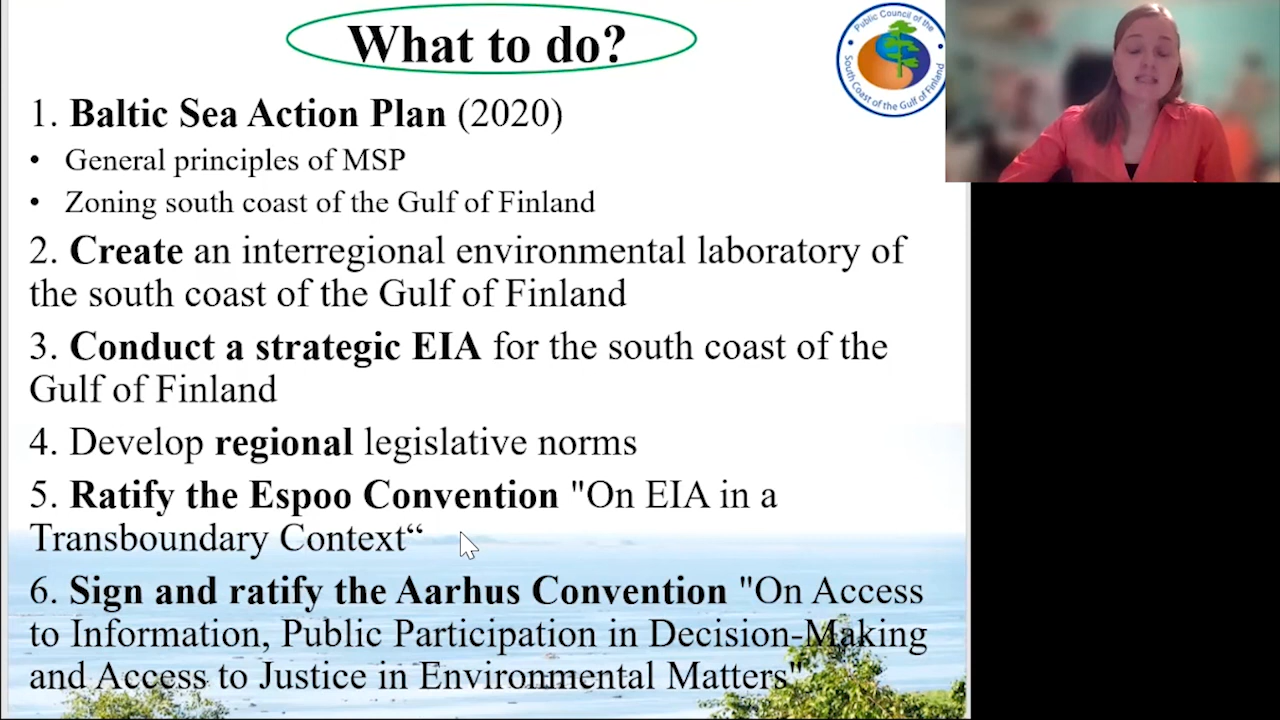 What to do?
Public Council of the
South Coast of the Gulf of Finland
1. Baltic Sea Action Plan (2020)
• General principles of MSP
• Zoning south coast of the Gulf of Finland
2. Create an interregional environmental laboratory of
the south coast of the Gulf of Finland
3. Conduct a strategic EIA for the south coast of the
Gulf of Finland
4. Develop regional legislative norms
5. Ratify the Espoo Convention "On EIA in a
Transboundary Context“
6. Sign and ratify the Aarhus Convention "On Access
to Information, Public Participation in Decision-Making
and Access to Justice in Environmental Matters"